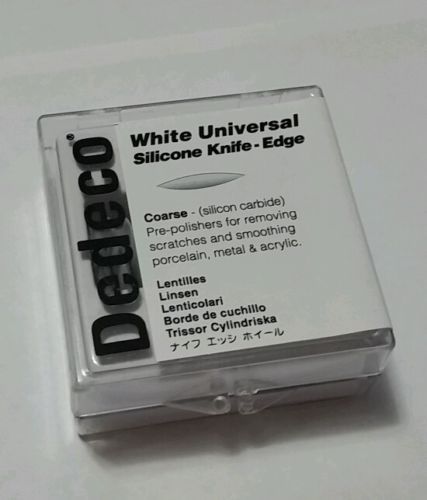 Dedeco®
White Universal
Silicone Knife-Edge
Coarse - (silicon carbide)
Pre-polishers for removing
scratches and smoothing
porcelain, metal & acrylic.
Lentilles
Linsen
Lenticolari
Borde de cuchillo
Trissor Cylindriska
ナイフ エッジ ホイール